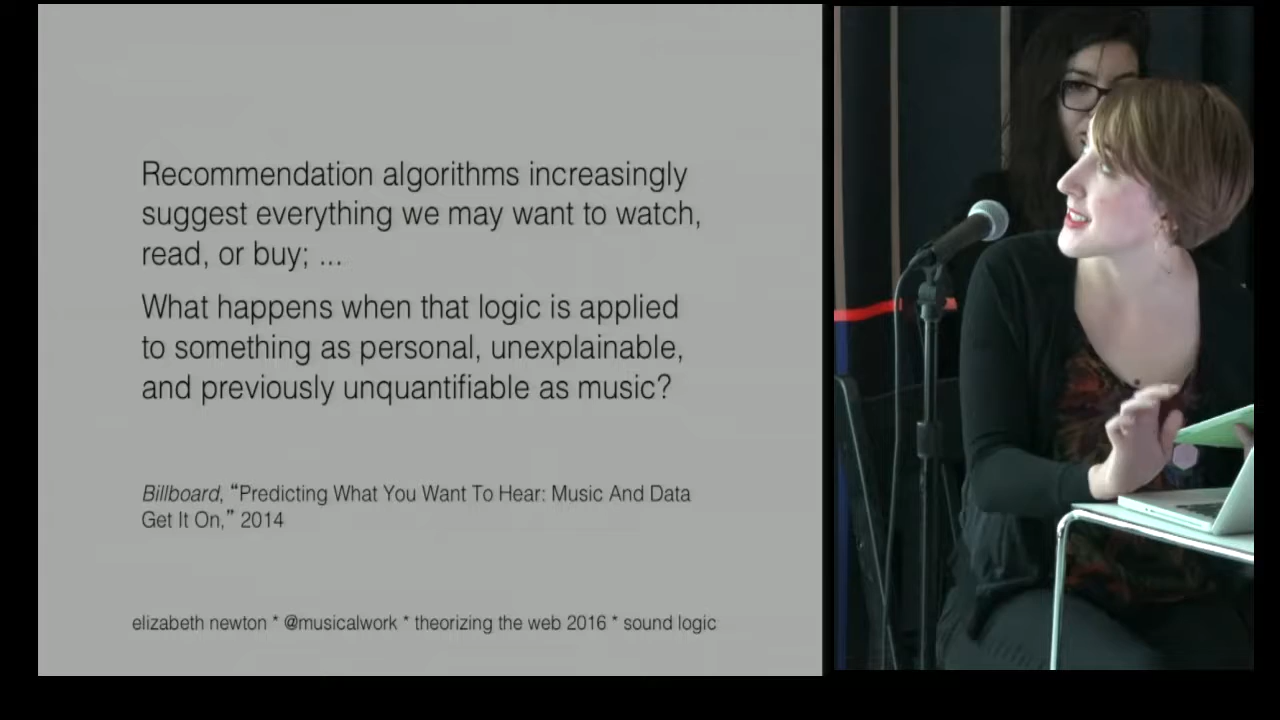 Recommendation algorithms increasingly
suggest everything we may want to watch,
read, or buy; ...
What happens when that logic is applied
to something as personal, unexplainable,
and previously unquantifiable as music?
Billboard, “Predicting What You Want To Hear: Music And Data
Get It On,” 2014
elizabeth newton * @musicalwork * theorizing the web 2016 * sound logic